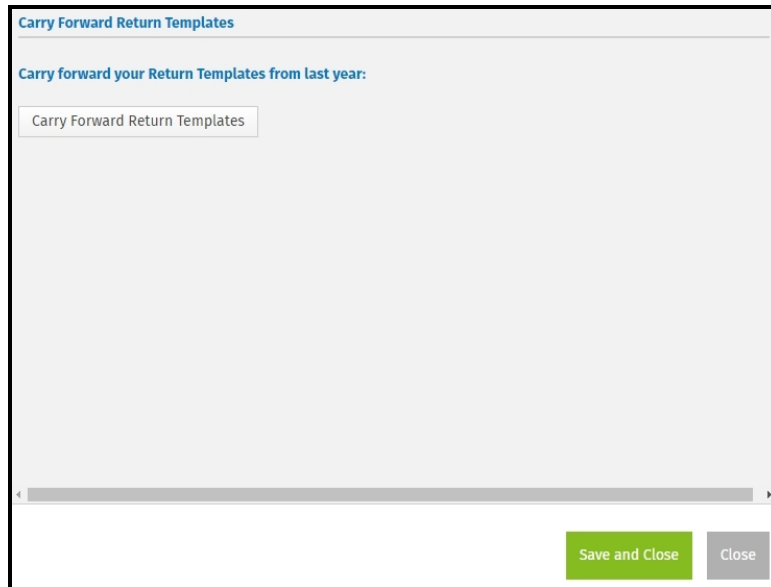 Carry Forward Return Templates
Carry forward your Return Templates from last year:
Carry Forward Return Templates
Save and Close
Close